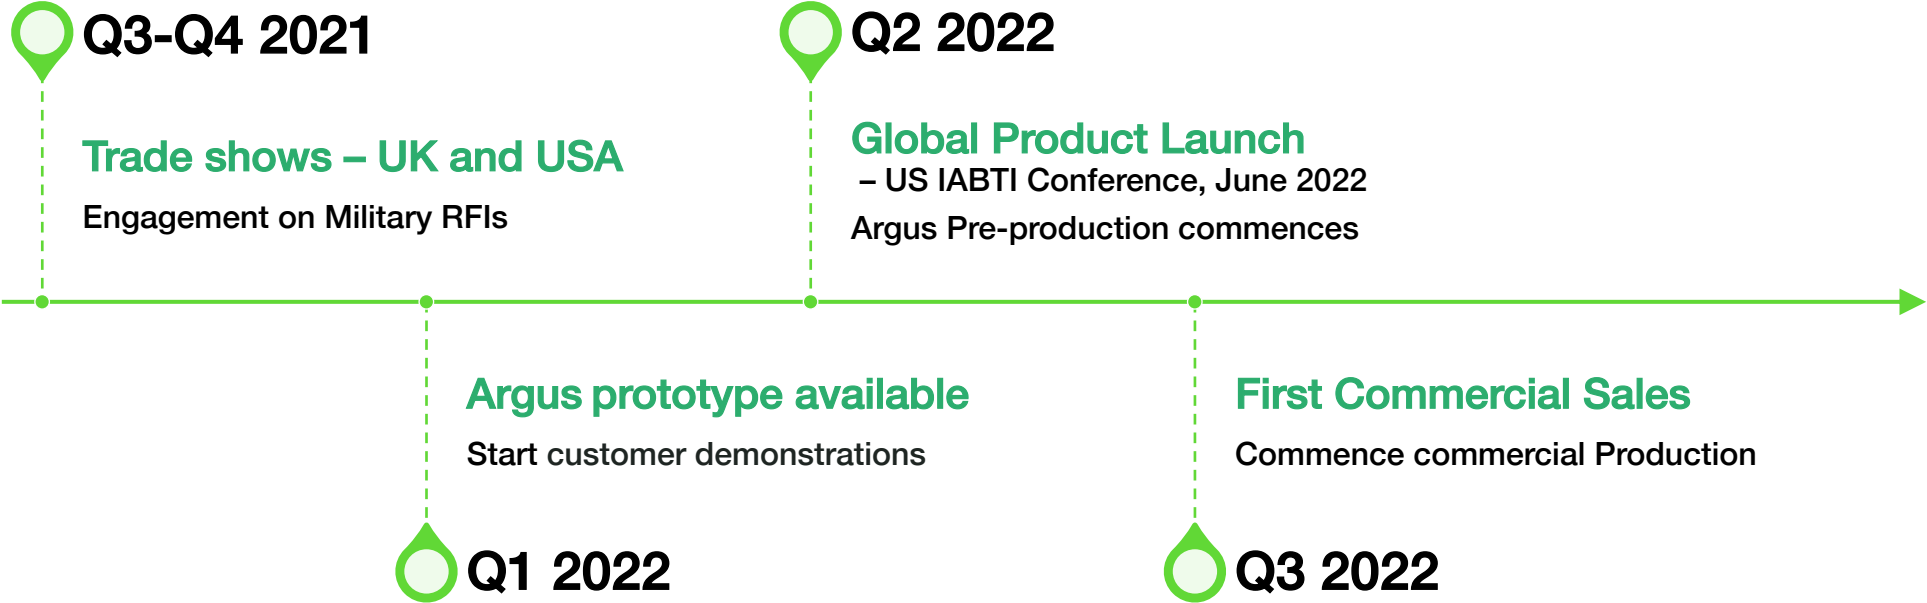 Q3-Q4 2021
Trade shows – UK and USA
Engagement on Military RFIs
Q2 2022
Global Product Launch
– US IABTI Conference, June 2022
Argus Pre-production commences
Argus prototype available
Start customer demonstrations
Q1 2022
First Commercial Sales
Commence commercial Production
Q3 2022